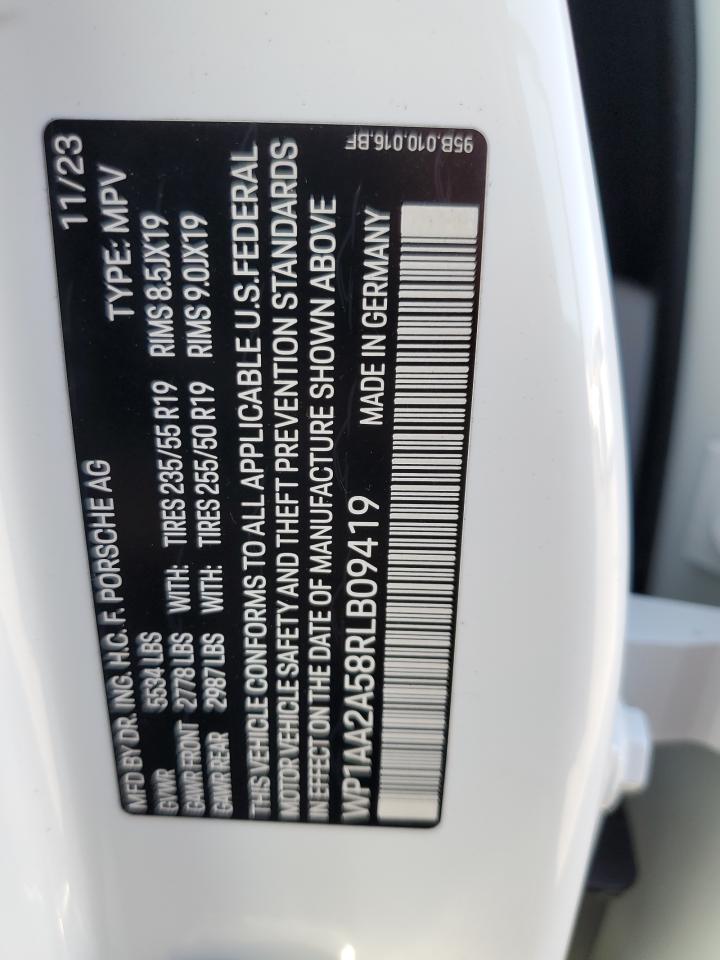 MFD BY DR. ING. H.C. F. PORSCHE AG 11/23
GVWR 5534 LBS TYPE: MPV
GAWR FRONT 2778 LBS WITH: TIRES 235/55 R19 RIMS 8.5JX19
GAWR REAR 2987 LBS WITH: TIRES 255/50 R19 RIMS 9.0JX19
THIS VEHICLE CONFORMS TO ALL APPLICABLE U.S. FEDERAL
MOTOR VEHICLE SAFETY AND THEFT PREVENTION STANDARDS
IN EFFECT ON THE DATE OF MANUFACTURE SHOWN ABOVE
WP1AA2A58RLB09419 MADE IN GERMANY
95B.010.016.BF